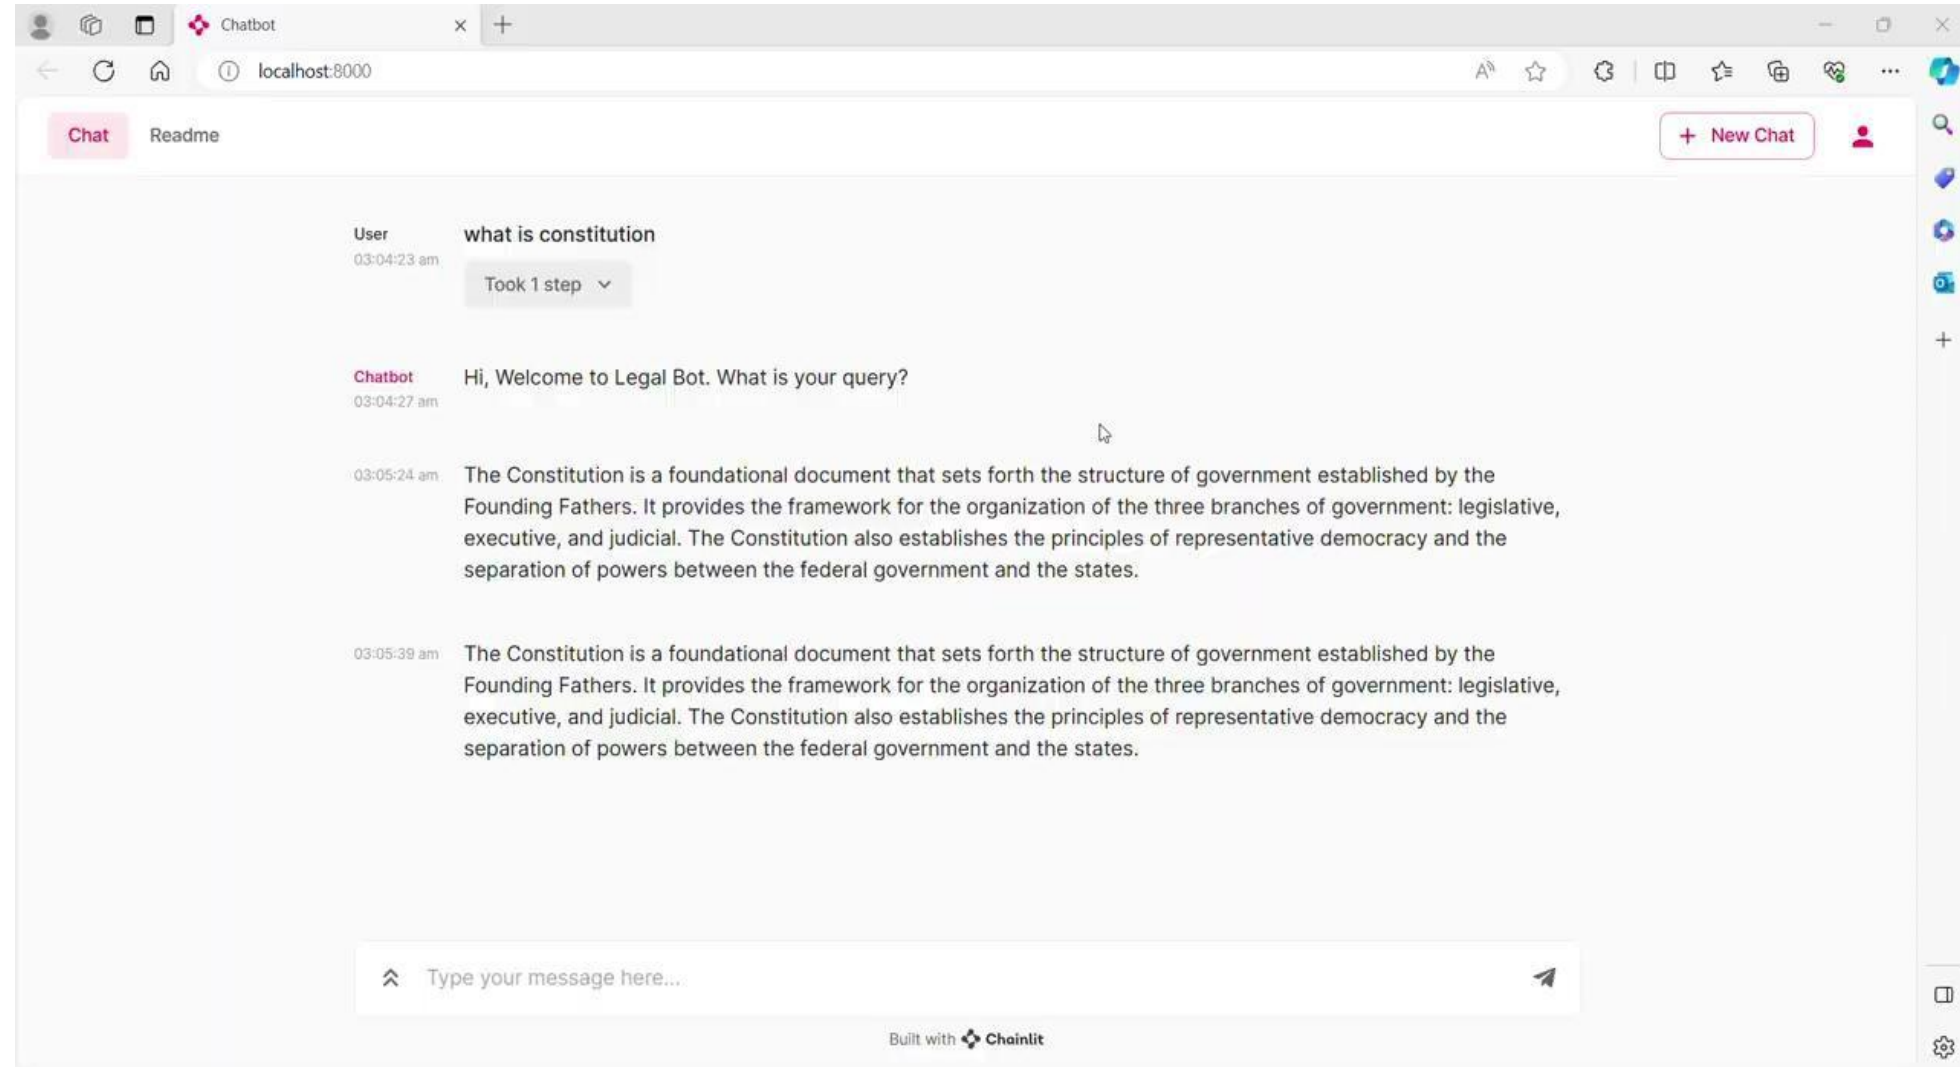 Chatbot
localhost:8000
Chat
Readme
+ New Chat
User
what is constitution
03:04:23 am
Took 1 step
Chatbot
Hi, Welcome to Legal Bot. What is your query?
03:04:27 am
03:05:24 am
The Constitution is a foundational document that sets forth the structure of government established by the
Founding Fathers. It provides the framework for the organization of the three branches of government: legislative,
executive, and judicial. The Constitution also establishes the principles of representative democracy and the
separation of powers between the federal government and the states.
03:05:39 am
The Constitution is a foundational document that sets forth the structure of government established by the
Founding Fathers. It provides the framework for the organization of the three branches of government: legislative,
executive, and judicial. The Constitution also establishes the principles of representative democracy and the
separation of powers between the federal government and the states.
Type your message here...
Built with Chainlit